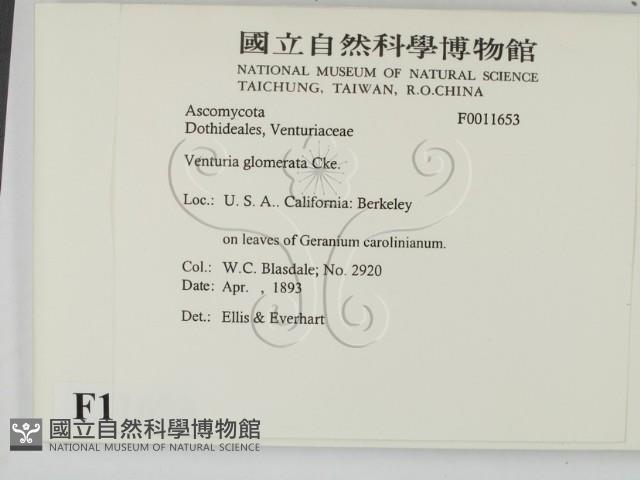 國立自然科學博物館
NATIONAL MUSEUM OF NATURAL SCIENCE
TAICHUNG, TAIWAN, R.O.CHINA
Ascomycota F0011653
Dothideales, Venturiaceae
Venturia glomerata Cke.
Loc.: U. S. A.. California: Berkeley
on leaves of Geranium carolinianum.
Col.: W.C. Blasdale; No. 2920
Date: Apr. , 1893
Det.: Ellis & Everhart
F1
國立自然科學博物館
NATIONAL MUSEUM OF NATURAL SCIENCE